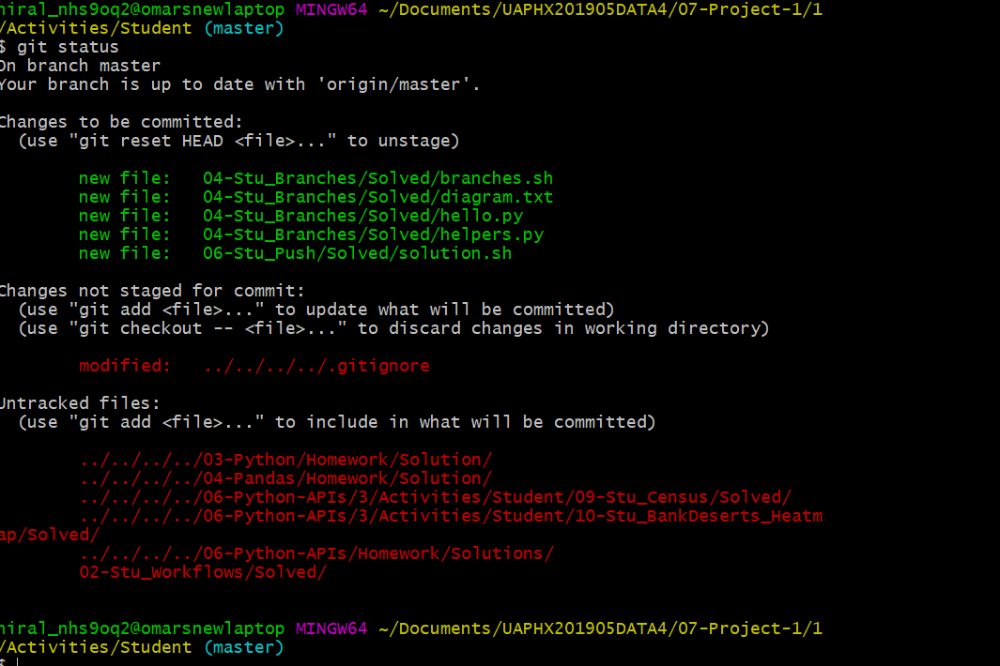 niral_nhs9oq2@omarsnewlaptop MINGW64 ~/Documents/UAPHX201905DATA4/07-Project-1/1
/Activities/Student (master)
$ git status
On branch master
Your branch is up to date with 'origin/master'.
Changes to be committed:
(use "git reset HEAD <file>..." to unstage)
new file: 04-Stu_Branches/Solved/branches.sh
new file: 04-Stu_Branches/Solved/diagram.txt
new file: 04-Stu_Branches/Solved/hello.py
new file: 04-Stu_Branches/Solved/helpers.py
new file: 06-Stu_Push/Solved/solution.sh
Changes not staged for commit:
(use "git add <file>..." to update what will be committed)
(use "git checkout -- <file>..." to discard changes in working directory)
modified: ../../../../.gitignore
Untracked files:
(use "git add <file>..." to include in what will be committed)
../../../../03-Python/Homework/Solution/
../../../../04-Pandas/Homework/Solution/
../../../../06-Python-APIs/3/Activities/Student/09-Stu_Census/Solved/
../../../../06-Python-APIs/3/Activities/Student/10-Stu_BankDeserts_Heatm
ap/Solved/
../../../../06-Python-APIs/Homework/Solutions/
02-Stu_Workflows/Solved/
niral_nhs9oq2@omarsnewlaptop MINGW64 ~/Documents/UAPHX201905DATA4/07-Project-1/1
/Activities/Student (master)
$